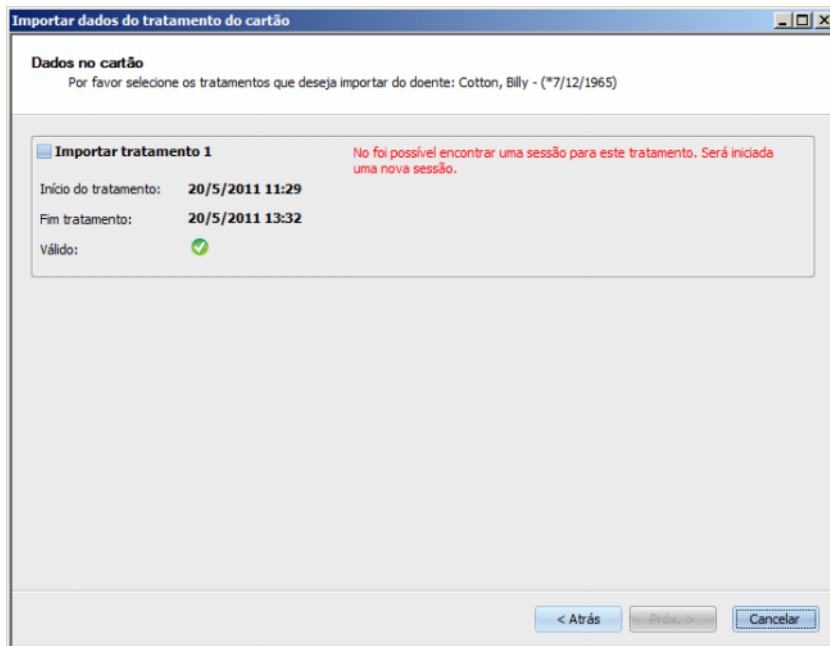 Importar dados do tratamento do cartão
Dados no cartão
Por favor selecione os tratamentos que deseja importar do doente: Cotton, Billy - (*7/12/1965)
Importar tratamento 1
No foi possível encontrar uma sessão para este tratamento. Será iniciada
uma nova sessão.
Início do tratamento: 20/5/2011 11:29
Fim tratamento: 20/5/2011 13:32
Válido:
< Atrás
Próx. >
Cancelar